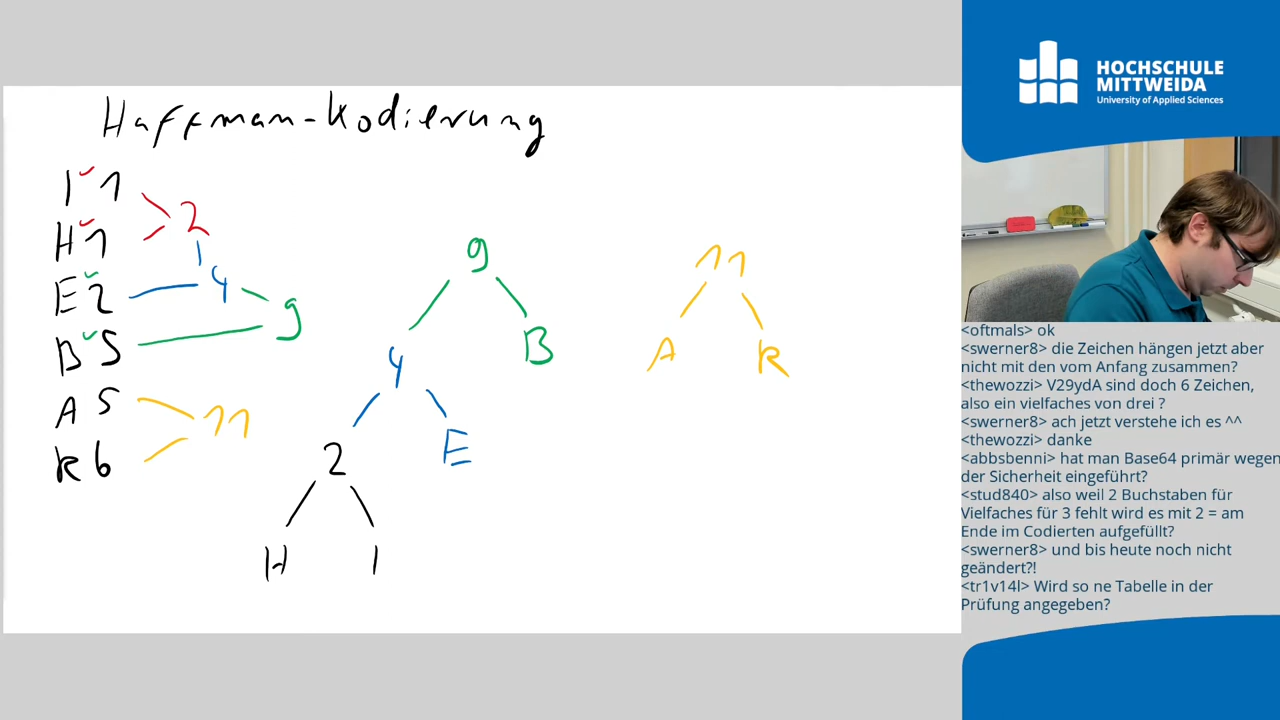 Huffman-Kodierung
I 1
H 1
2
E 2
4
9
B 5
A 5
11
K 6
9
4
B
2
E
H I
11
A K
HOCHSCHULE
MITTWEIDA
University of Applied Sciences
<oftmals> ok
<swerner8> die Zeichen hängen jetzt aber
nicht mit den vom Anfang zusammen?
<thewozzi> V29ydA sind doch 6 Zeichen,
also ein vielfaches von drei ?
<swerner8> ach jetzt verstehe ich es ^^
<thewozzi> danke
<abbsbenni> hat man Base64 primär wegen
der Sicherheit eingeführt?
<stud840> also weil 2 Buchstaben für
Vielfaches für 3 fehlt wird es mit 2 = am
Ende im Codierten aufgefüllt?
<swerner8> und bis heute noch nicht
geändert?!
<tr1v14l> Wird so ne Tabelle in der
Prüfung angegeben?